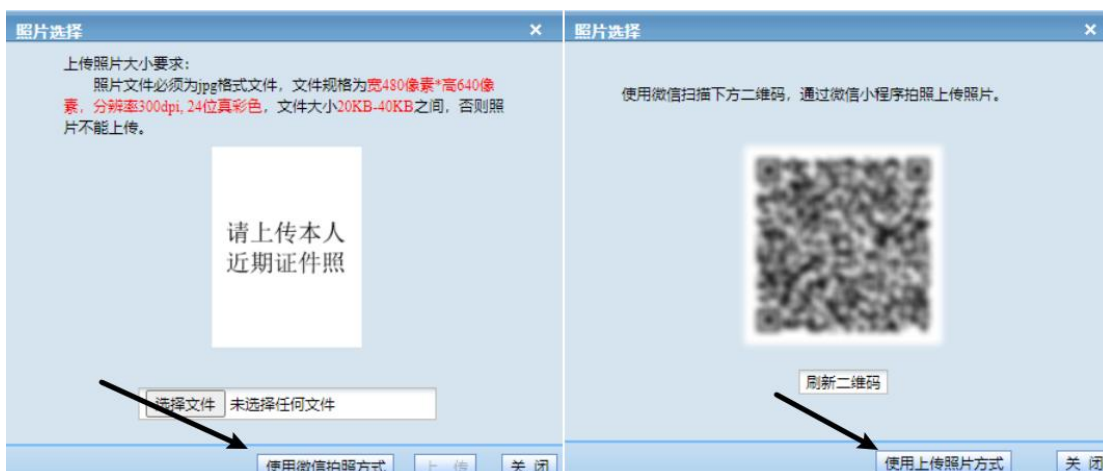 照片选择
×
上传照片大小要求:
照片文件必须为jpg格式文件，文件规格为宽480像素*高640像
素，分辨率300dpi, 24位真彩色，文件大小20KB-40KB之间，否则照
片不能上传。
请上传本人
近期证件照
选择文件 未选择任何文件
使用微信拍照方式
上 传
关 闭
照片选择
×
使用微信扫描下方二维码，通过微信小程序拍照上传照片。
刷新二维码
使用上传照片方式
关 闭